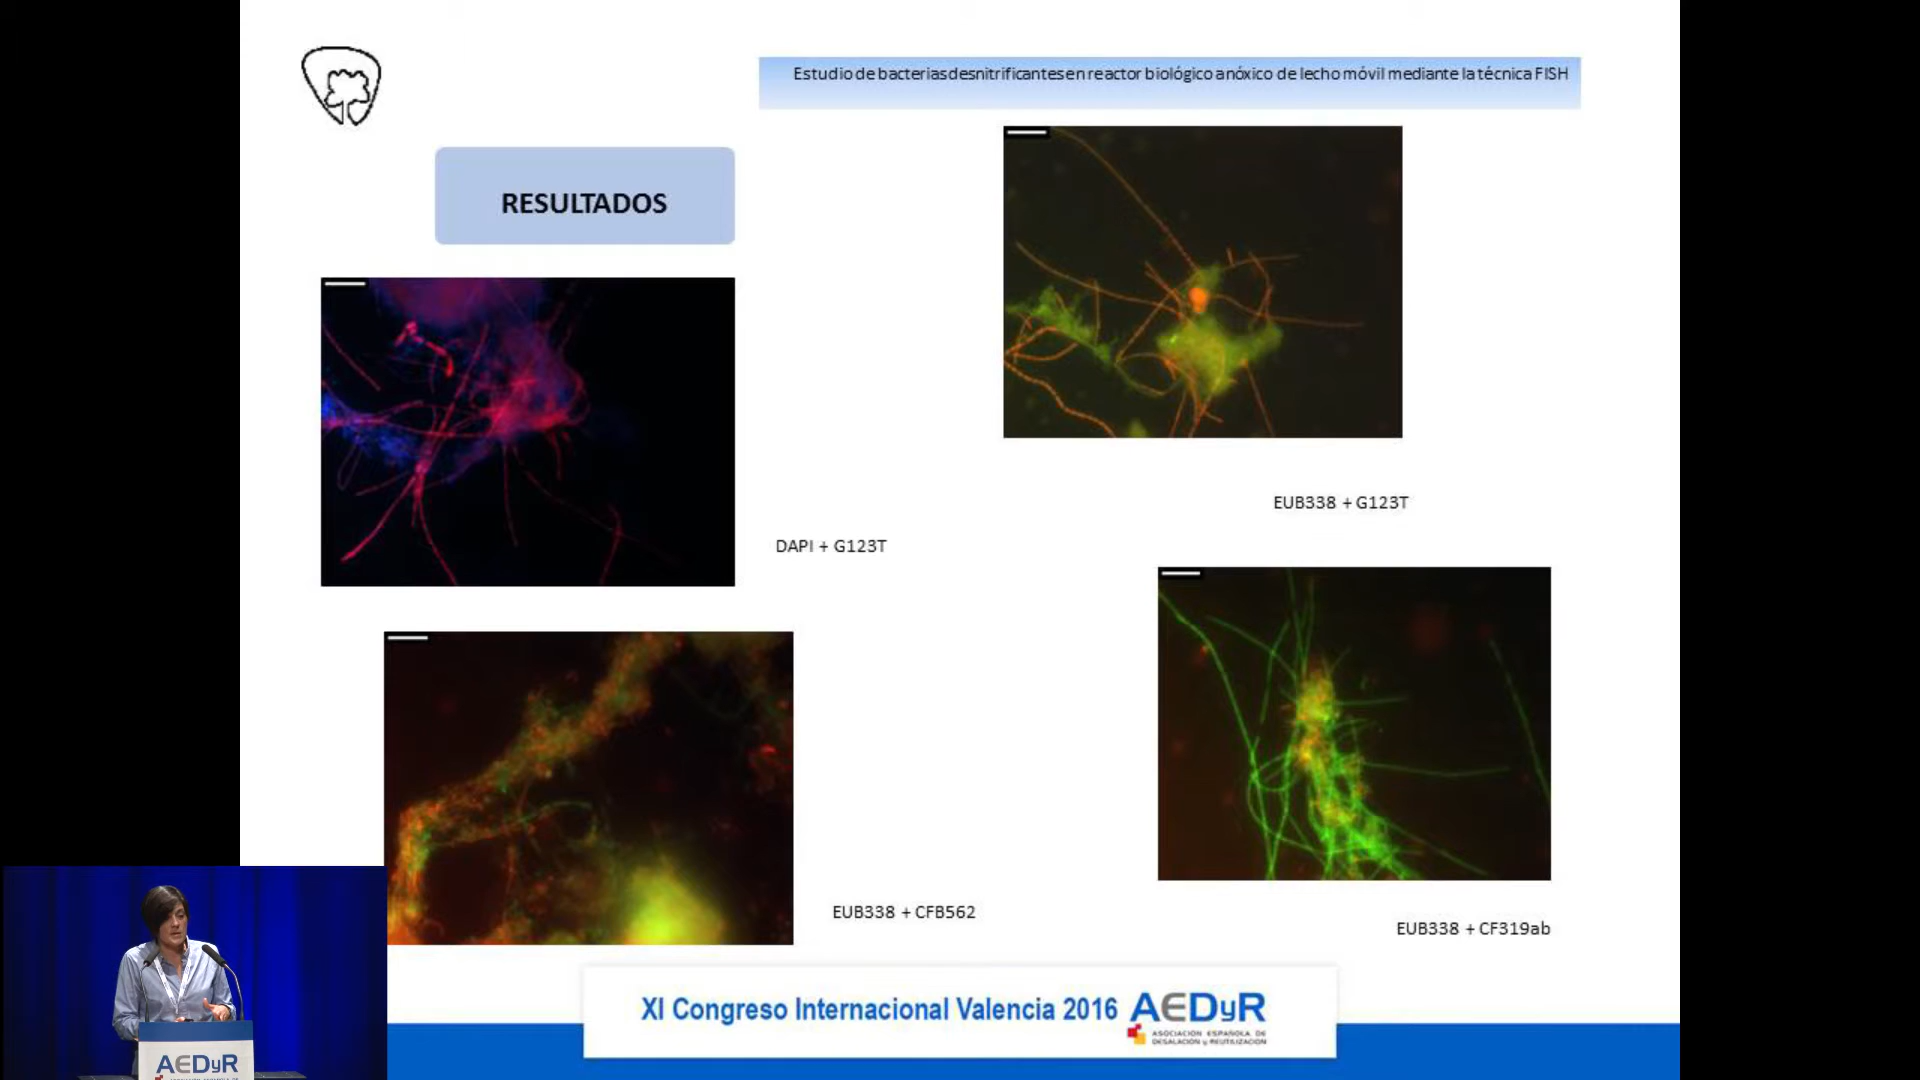 Estudio de bacterias desnitrificantes en reactor biológico anóxico de lecho móvil mediante la técnica FISH
RESULTADOS
EUB338 + G123T
DAPI + G123T
EUB338 + CFB562
EUB338 + CF319ab
XI Congreso Internacional Valencia 2016
AEDyR
ASOCIACIÓN ESPAÑOLA DE
DESALACIÓN y REUTILIZACIÓN
AEDyR